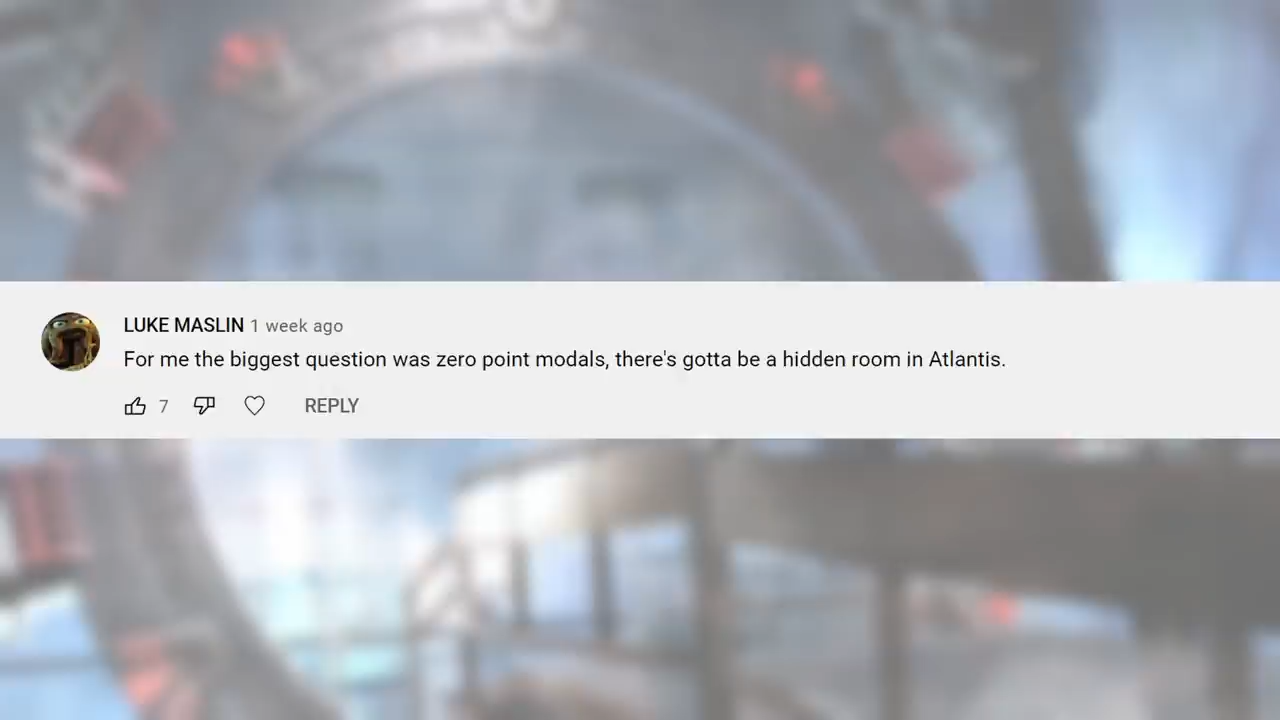 LUKE MASLIN 1 week ago
For me the biggest question was zero point modals, there's gotta be a hidden room in Atlantis.
7 REPLY